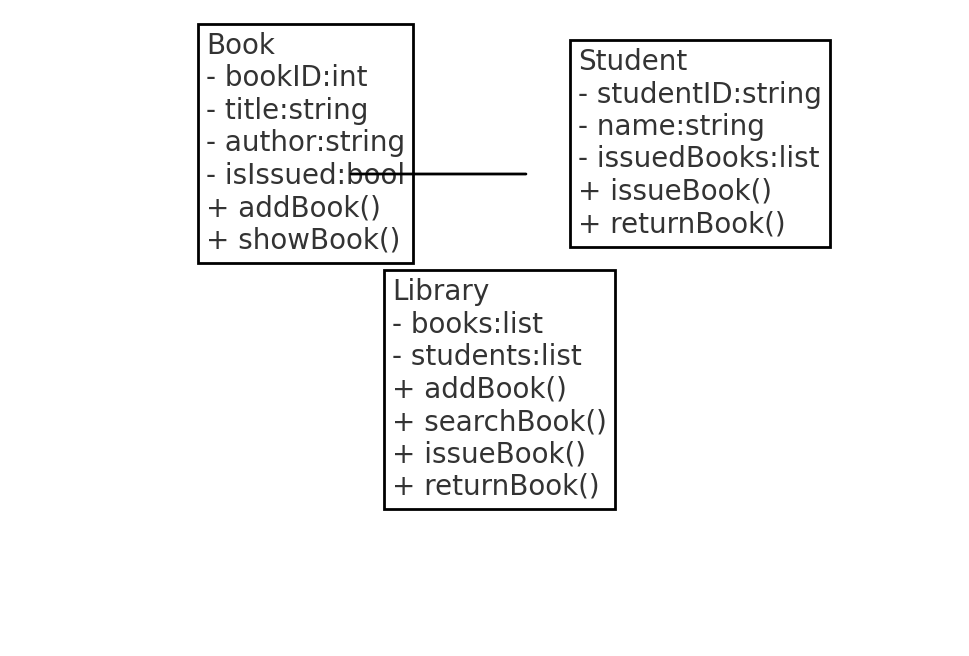 Book
- bookID:int
- title:string
- author:string
- isIssued:bool
+ addBook()
+ showBook()
Student
- studentID:string
- name:string
- issuedBooks:list
+ issueBook()
+ returnBook()
Library
- books:list
- students:list
+ addBook()
+ searchBook()
+ issueBook()
+ returnBook()